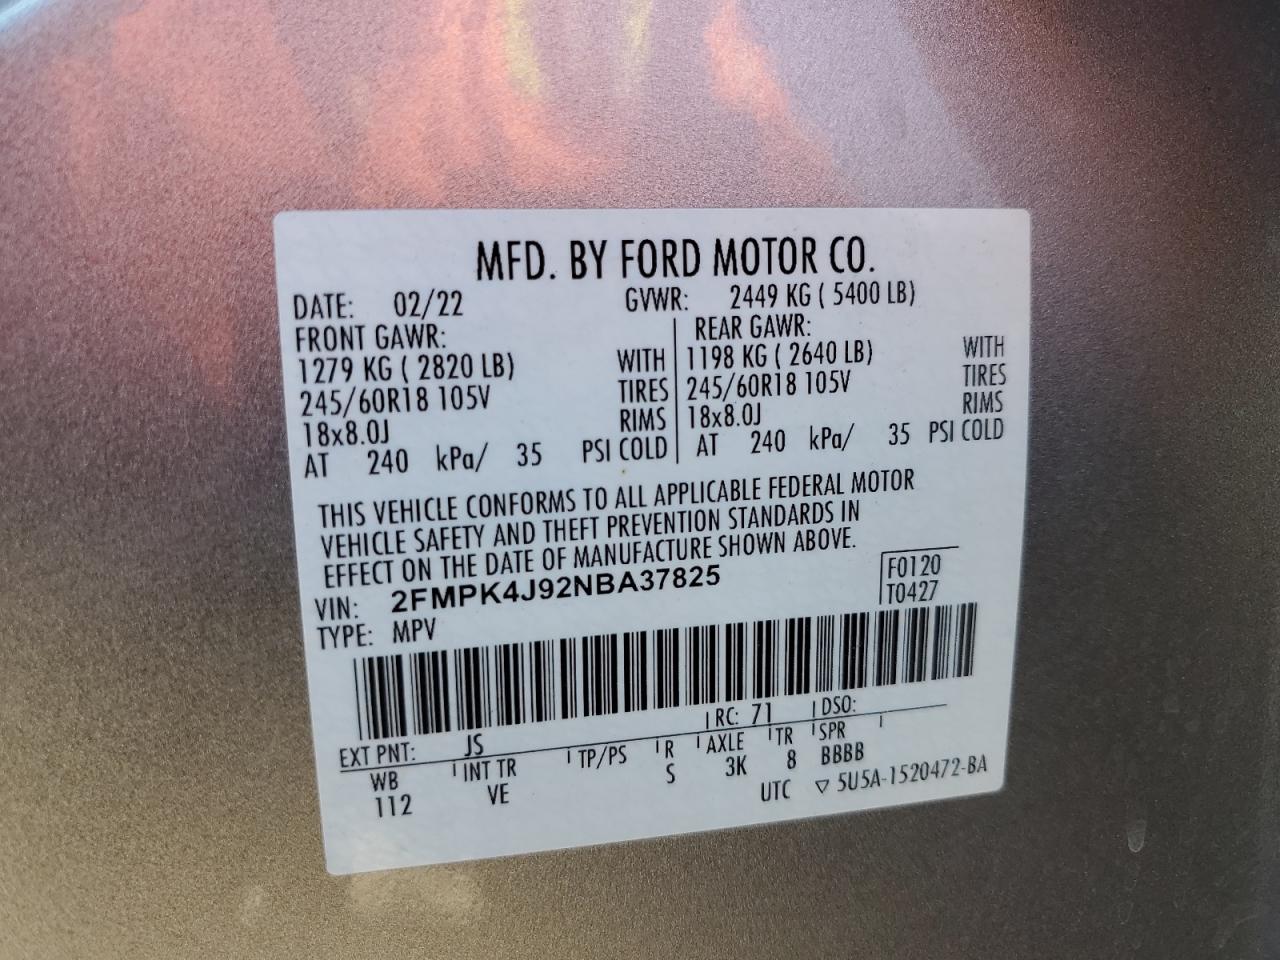 MFD. BY FORD MOTOR CO.
DATE: 02/22 GVWR: 2449 KG ( 5400 LB)
FRONT GAWR: REAR GAWR:
1279 KG ( 2820 LB) WITH 1198 KG ( 2640 LB) WITH
245/60R18 105V TIRES 245/60R18 105V TIRES
18x8.0J RIMS 18x8.0J RIMS
AT 240 kPa/ 35 PSI COLD AT 240 kPa/ 35 PSI COLD
THIS VEHICLE CONFORMS TO ALL APPLICABLE FEDERAL MOTOR
VEHICLE SAFETY AND THEFT PREVENTION STANDARDS IN
EFFECT ON THE DATE OF MANUFACTURE SHOWN ABOVE.
VIN: 2FMPK4J92NBA37825 F0120
TYPE: MPV T0427
EXT PNT: JS RC: 71 DSO:
WB INT TR TP/PS R AXLE TR SPR
112 VE S 3K 8 BBBB
UTC ▽ 5U5A-1520472-BA